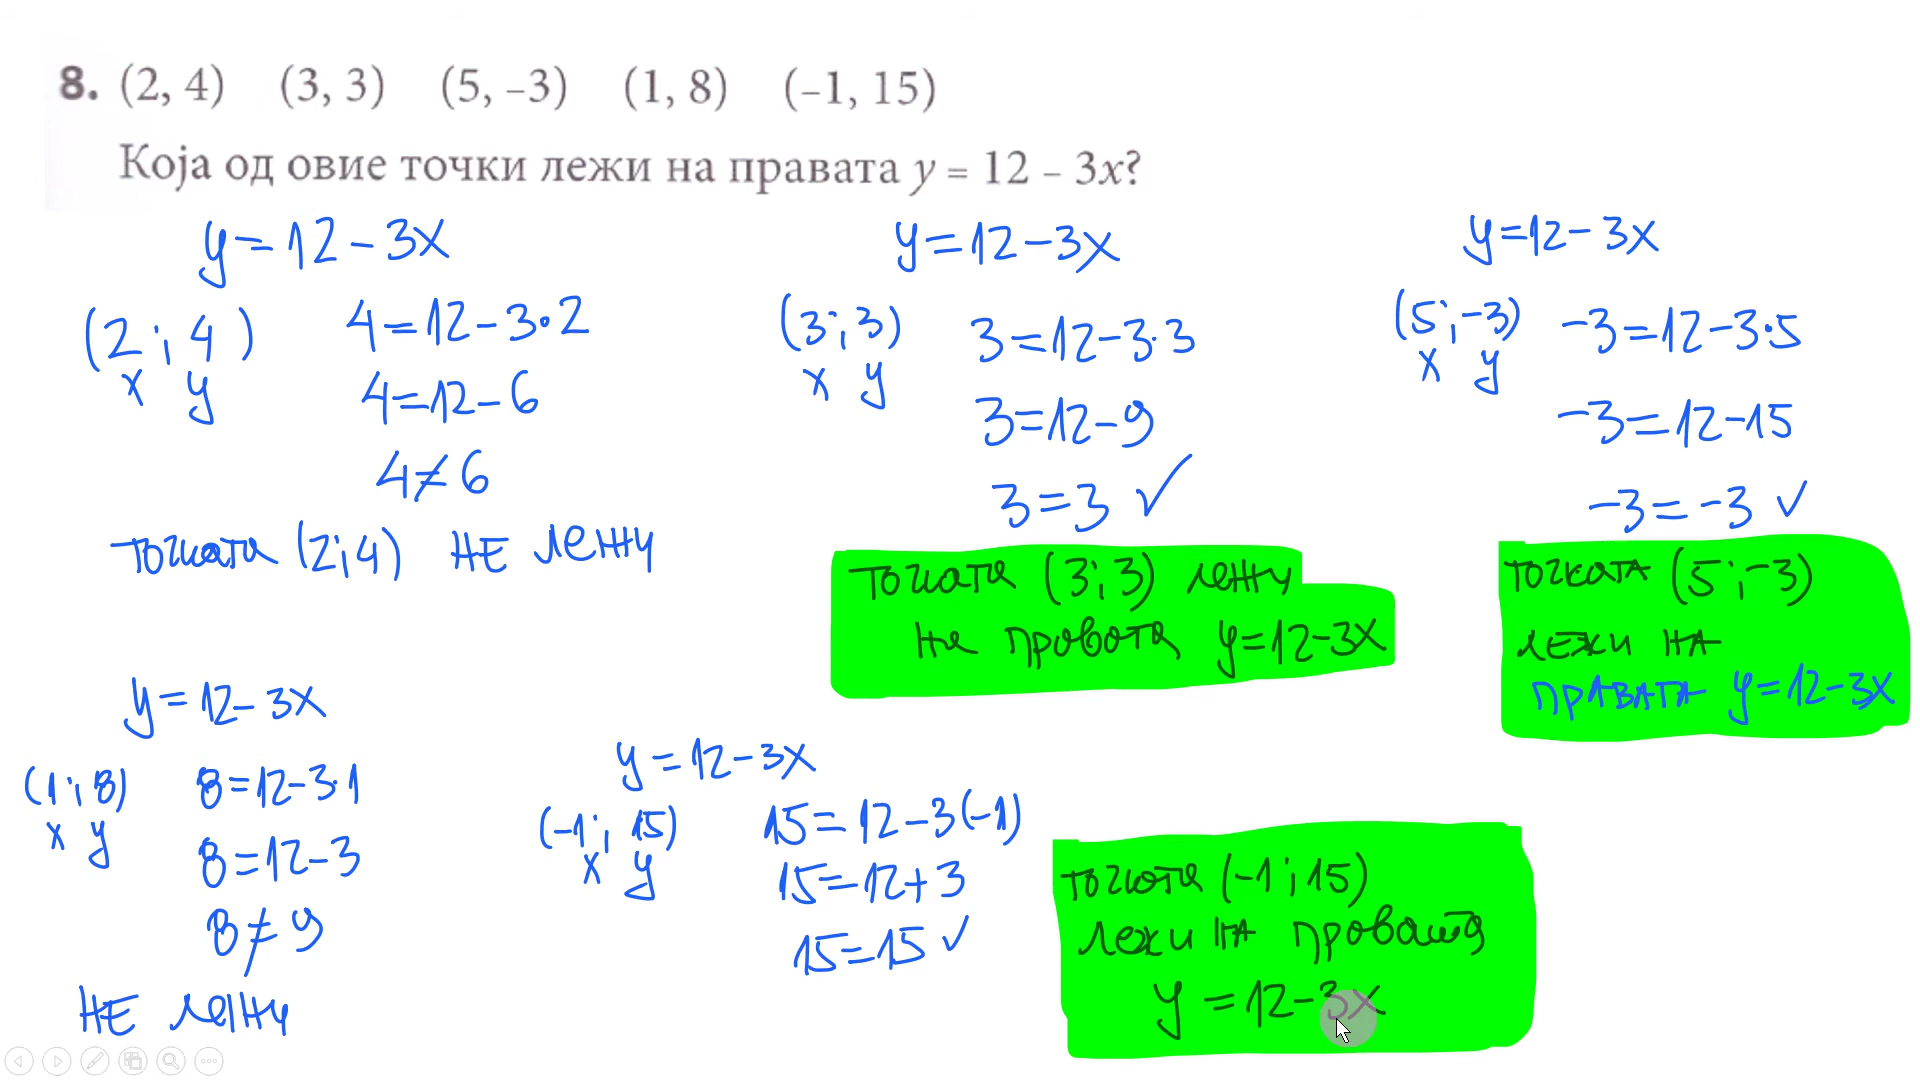 8. (2, 4) (3, 3) (5, –3) (1, 8) (–1, 15)
Која од овие точки лежи на правата y = 12 – 3x?
y = 12 – 3x
(2 ; 4) 4 = 12 – 3·2
x y
4 = 12 – 6
4 ≠ 6
точката (2;4) НЕ лежи
y = 12 – 3x
(3;3) 3 = 12 – 3·3
x y
3 = 12 – 9
3 = 3 ✓
точката (3;3) лежи
на правата y = 12 – 3x
y = 12 – 3x
(5;–3) –3 = 12 – 3·5
x y
–3 = 12 – 15
–3 = –3 ✓
точката (5;–3)
лежи на
правата y = 12 – 3x
y = 12 – 3x
(1;8) 8 = 12 – 3·1
x y
8 = 12 – 3
8 ≠ 9
НЕ лежи
y = 12 – 3x
(–1; 15) 15 = 12 – 3(–1)
x y
15 = 12 + 3
15 = 15 ✓
точката (–1;15)
лежи на правата
y = 12 – 3x